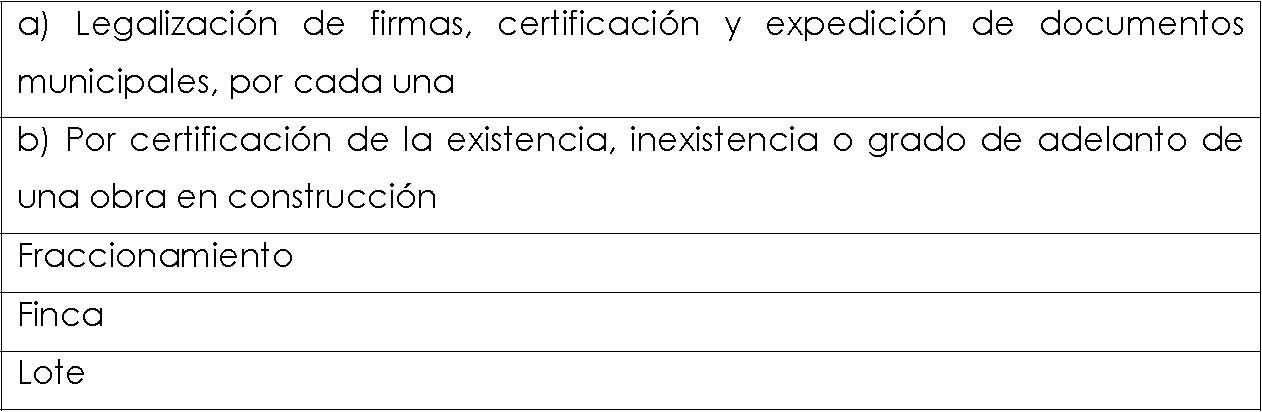 a) Legalización de firmas, certificación y expedición de documentos
municipales, por cada una
b) Por certificación de la existencia, inexistencia o grado de adelanto de
una obra en construcción
Fraccionamiento
Finca
Lote